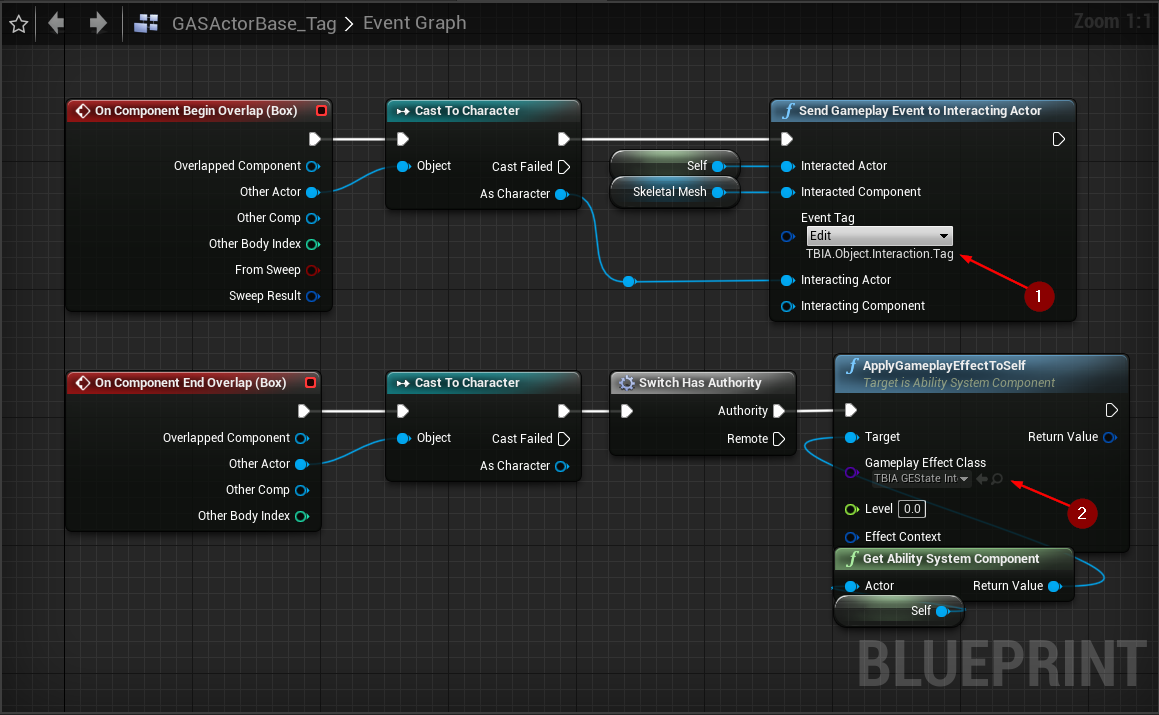 GASActorBase_Tag > Event Graph
Zoom 1:1
On Component Begin Overlap (Box)
Overlapped Component
Other Actor
Other Comp
Other Body Index
From Sweep
Sweep Result
Cast To Character
Object
Cast Failed
As Character
Self
Skeletal Mesh
Send Gameplay Event to Interacting Actor
Interacted Actor
Interacted Component
Event Tag
Edit
TBIA.Object.Interaction.Tag
Interacting Actor
Interacting Component
1
On Component End Overlap (Box)
Overlapped Component
Other Actor
Other Comp
Other Body Index
Cast To Character
Object
Cast Failed
As Character
Switch Has Authority
Authority
Remote
ApplyGameplayEffectToSelf
Target is Ability System Component
Target
Return Value
Gameplay Effect Class
TBIA GEState Int
Level 0.0
Effect Context
2
Get Ability System Component
Actor
Return Value
Self
BLUEPRINT